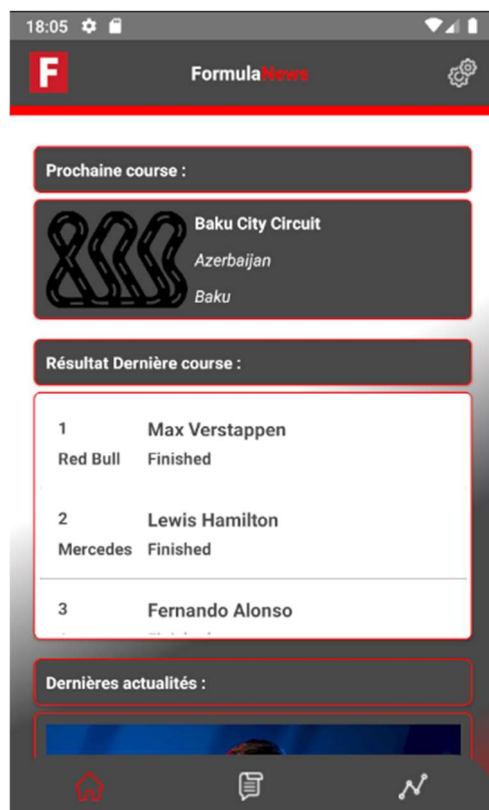 18:05
F
FormulaNews
Prochaine course :
Baku City Circuit
Azerbaijan
Baku
Résultat Dernière course :
1 Max Verstappen
Red Bull Finished
2 Lewis Hamilton
Mercedes Finished
3 Fernando Alonso
Dernières actualités :